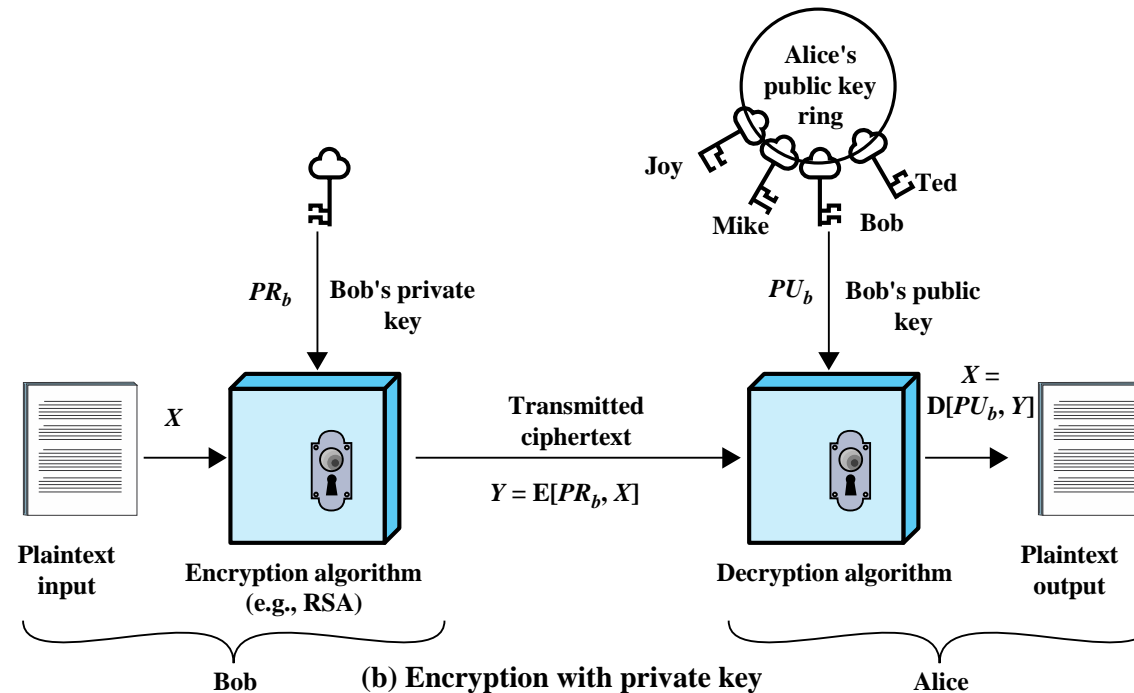 Alice's
public key
ring
Joy
Ted
Mike
Bob
PR_b
Bob's private
key
PU_b
Bob's public
key
X
Transmitted
ciphertext
X =
D[PU_b, Y]
Y = E[PR_b, X]
Plaintext
input
Encryption algorithm
(e.g., RSA)
Decryption algorithm
Plaintext
output
Bob
(b) Encryption with private key
Alice